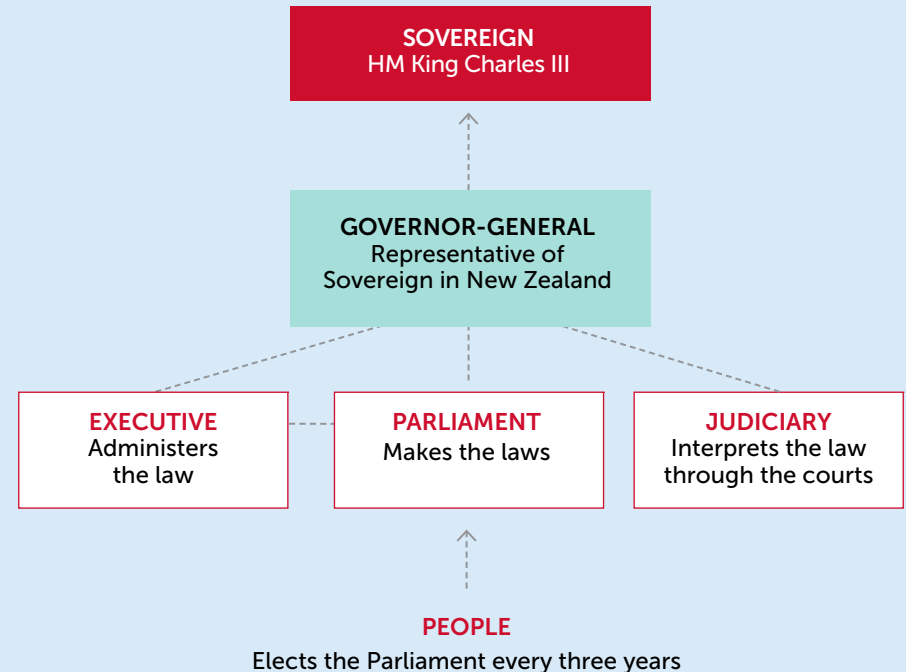 SOVEREIGN
HM King Charles III
GOVERNOR-GENERAL
Representative of
Sovereign in New Zealand
EXECUTIVE
Administers
the law
PARLIAMENT
Makes the laws
JUDICIARY
Interprets the law
through the courts
PEOPLE
Elects the Parliament every three years